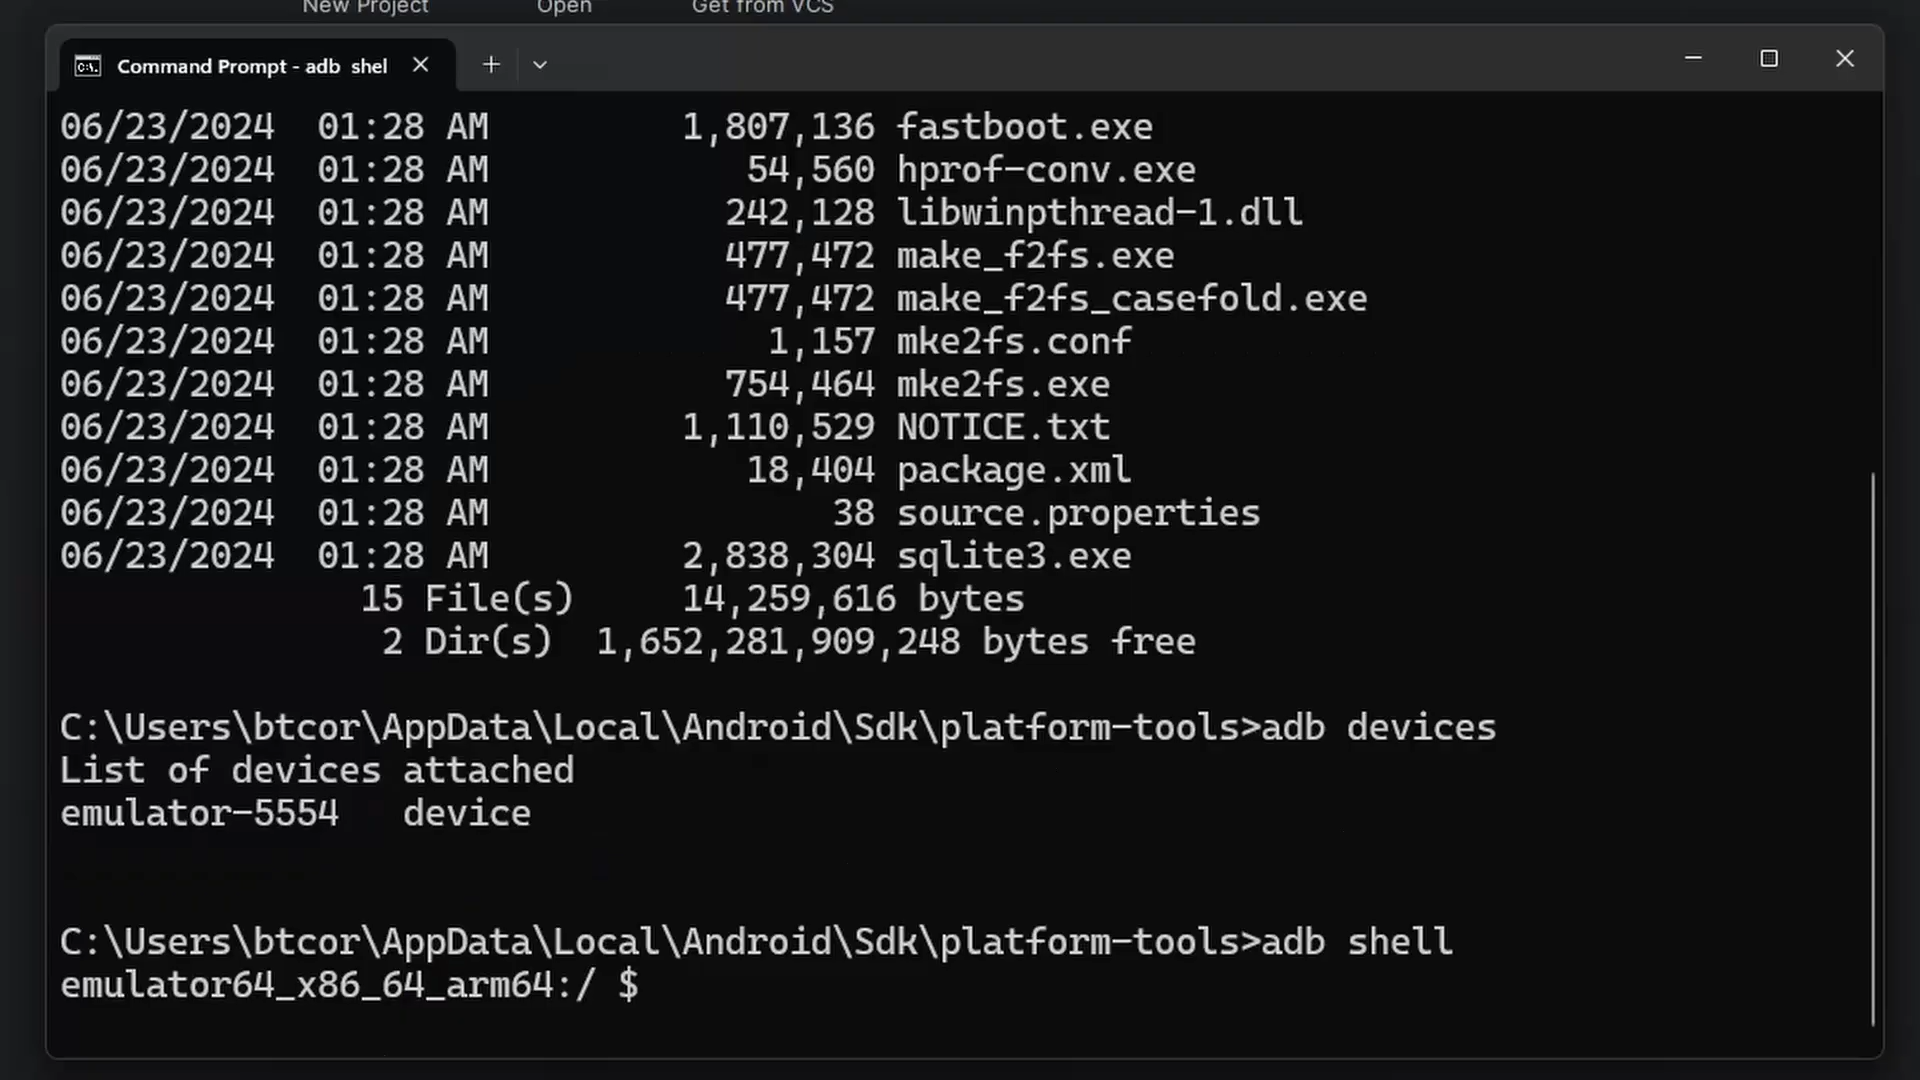 New Project Open Get from VCS
Command Prompt - adb shel
06/23/2024 01:28 AM 1,807,136 fastboot.exe
06/23/2024 01:28 AM 54,560 hprof-conv.exe
06/23/2024 01:28 AM 242,128 libwinpthread-1.dll
06/23/2024 01:28 AM 477,472 make_f2fs.exe
06/23/2024 01:28 AM 477,472 make_f2fs_casefold.exe
06/23/2024 01:28 AM 1,157 mke2fs.conf
06/23/2024 01:28 AM 754,464 mke2fs.exe
06/23/2024 01:28 AM 1,110,529 NOTICE.txt
06/23/2024 01:28 AM 18,404 package.xml
06/23/2024 01:28 AM 38 source.properties
06/23/2024 01:28 AM 2,838,304 sqlite3.exe
15 File(s) 14,259,616 bytes
2 Dir(s) 1,652,281,909,248 bytes free
C:\Users\btcor\AppData\Local\Android\Sdk\platform-tools>adb devices
List of devices attached
emulator-5554 device
C:\Users\btcor\AppData\Local\Android\Sdk\platform-tools>adb shell
emulator64_x86_64_arm64:/ $